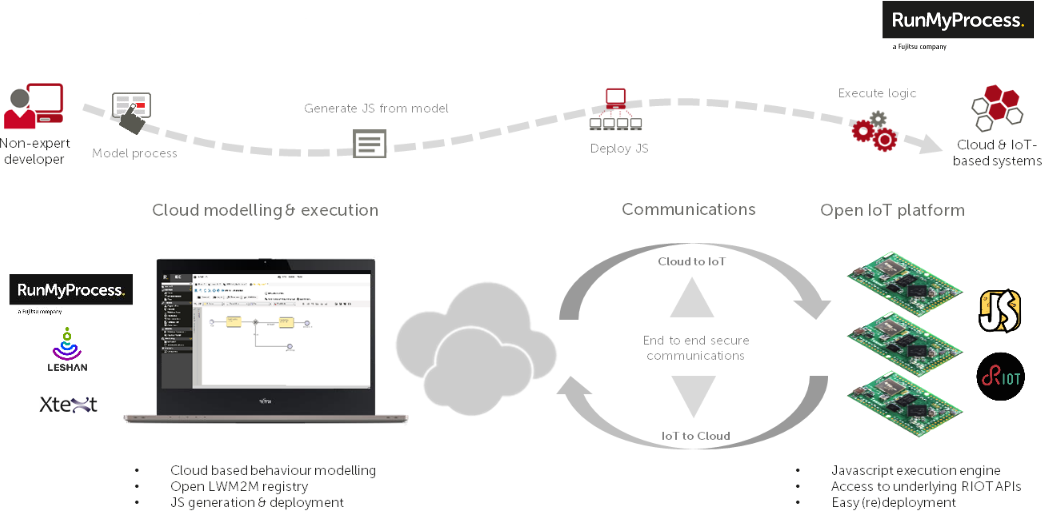 RunMyProcess.
a Fujitsu company
Generate JS from model
Execute logic
Non-expert
developer
Model process
Deploy JS
Cloud & IoT-
based systems
Cloud modelling & execution
Communications
Open IoT platform
Cloud to IoT
RunMyProcess.
a Fujitsu company
LESHAN
Xtext
End to end secure
communications
JS
RIOT
IoT to Cloud
• Cloud based behaviour modelling
• Open LWM2M registry
• JS generation & deployment
• Javascript execution engine
• Access to underlying RIOT APIs
• Easy (re)deployment